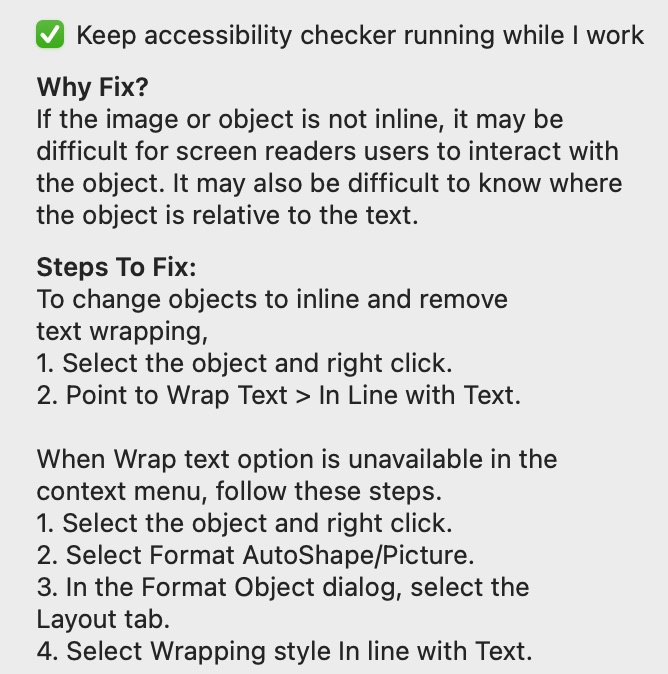 Keep accessibility checker running while I work
Why Fix?
If the image or object is not inline, it may be
difficult for screen readers users to interact with
the object. It may also be difficult to know where
the object is relative to the text.
Steps To Fix:
To change objects to inline and remove
text wrapping,
1. Select the object and right click.
2. Point to Wrap Text > In Line with Text.
When Wrap text option is unavailable in the
context menu, follow these steps.
1. Select the object and right click.
2. Select Format AutoShape/Picture.
3. In the Format Object dialog, select the
Layout tab.
4. Select Wrapping style In line with Text.